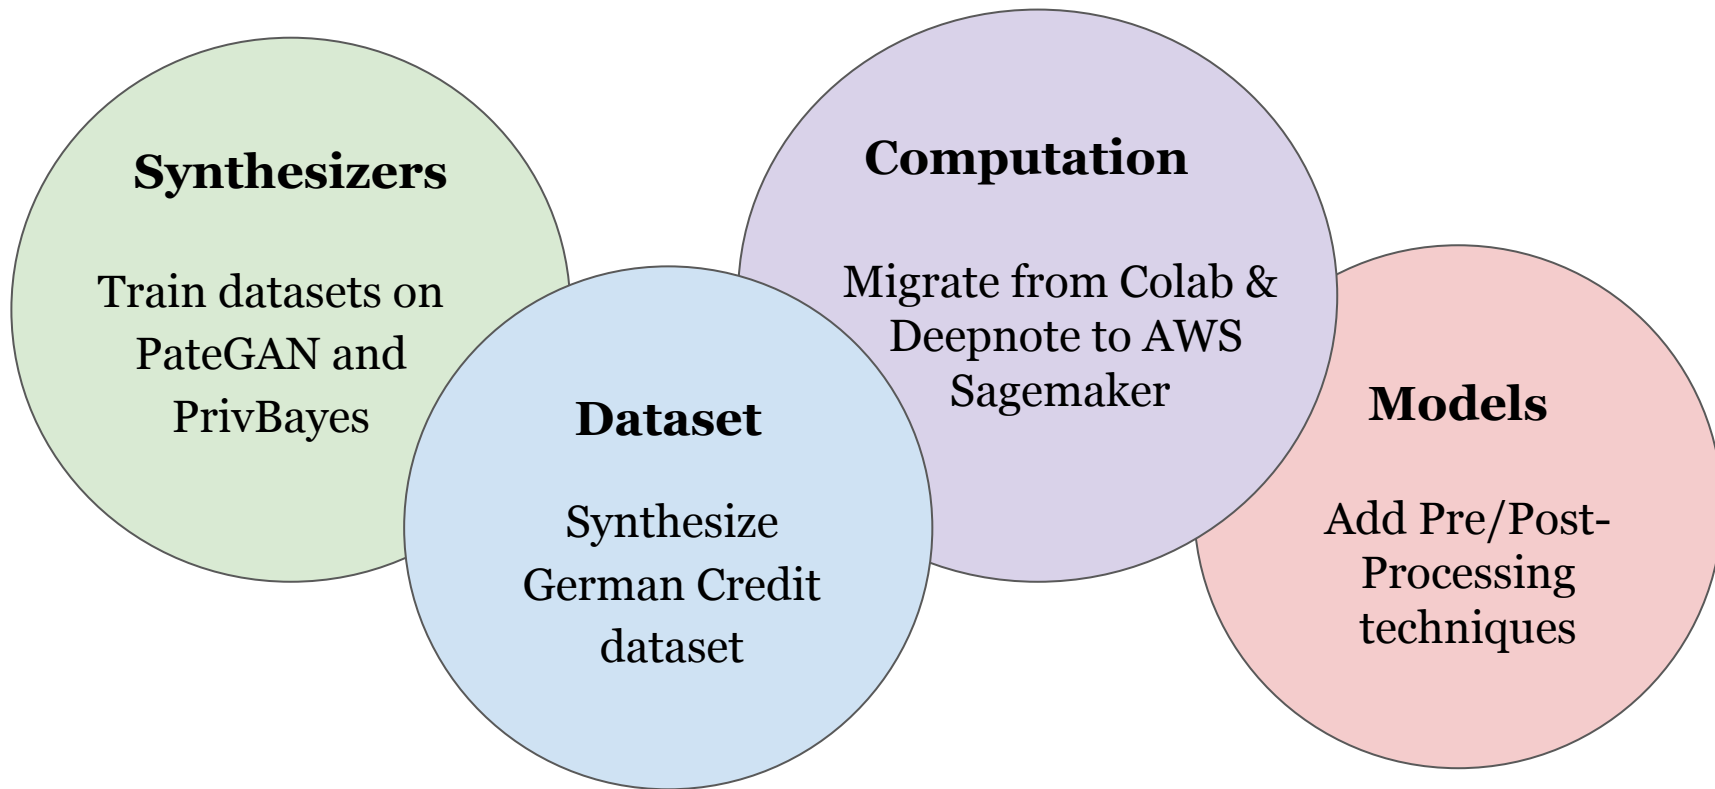 Synthesizers
Train datasets on
PateGAN and
PrivBayes
Dataset
Synthesize
German Credit
dataset
Computation
Migrate from Colab &
Deepnote to AWS
Sagemaker
Models
Add Pre/Post-
Processing
techniques